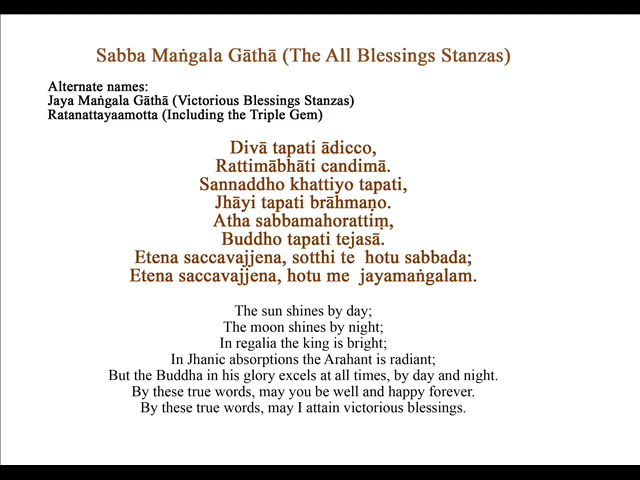 Sabba Maṅgala Gāthā (The All Blessings Stanzas)
Alternate names:
Jaya Maṅgala Gāthā (Victorious Blessings Stanzas)
Ratanattayaamotta (Including the Triple Gem)
Divā tapati ādicco,
Rattimābhāti candimā.
Sannaddho khattiyo tapati,
Jhāyi tapati brāhmaṇo.
Atha sabbamahorattiṃ,
Buddho tapati tejasā.
Etena saccavajjena, sotthi te hotu sabbada;
Etena saccavajjena, hotu me jayamaṅgalam.
The sun shines by day;
The moon shines by night;
In regalia the king is bright;
In Jhanic absorptions the Arahant is radiant;
But the Buddha in his glory excels at all times, by day and night.
By these true words, may you be well and happy forever.
By these true words, may I attain victorious blessings.